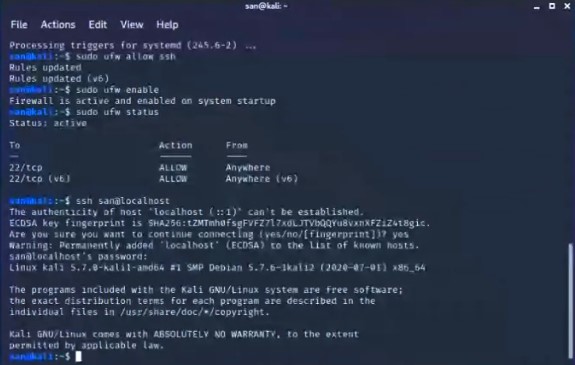 san@kali: ~
File Actions Edit View Help
Processing triggers for systemd (245.6-2) ...
san@kali:~$ sudo ufw allow ssh
Rules updated
Rules updated (v6)
san@kali:~$ sudo ufw enable
Firewall is active and enabled on system startup
san@kali:~$ sudo ufw status
Status: active
To Action From
-- ------ ----
22/tcp ALLOW Anywhere
22/tcp (v6) ALLOW Anywhere (v6)
san@kali:~$ ssh san@localhost
The authenticity of host 'localhost (::1)' can't be established.
ECDSA key fingerprint is
Are you sure you want to continue connecting (yes/no/[fingerprint])? yes
Warning: Permanently added 'localhost' (ECDSA) to the list of known hosts.
san@localhost's password:
Linux kali 5.7.0-kali1-amd64 #1 SMP Debian 5.7.6-1kali2 (2020-07-01) x86_64
The programs included with the Kali GNU/Linux system are free software;
the exact distribution terms for each program are described in the
individual files in /usr/share/doc/*/copyright.
Kali GNU/Linux comes with ABSOLUTELY NO WARRANTY, to the extent
permitted by applicable law.
san@kali:~$